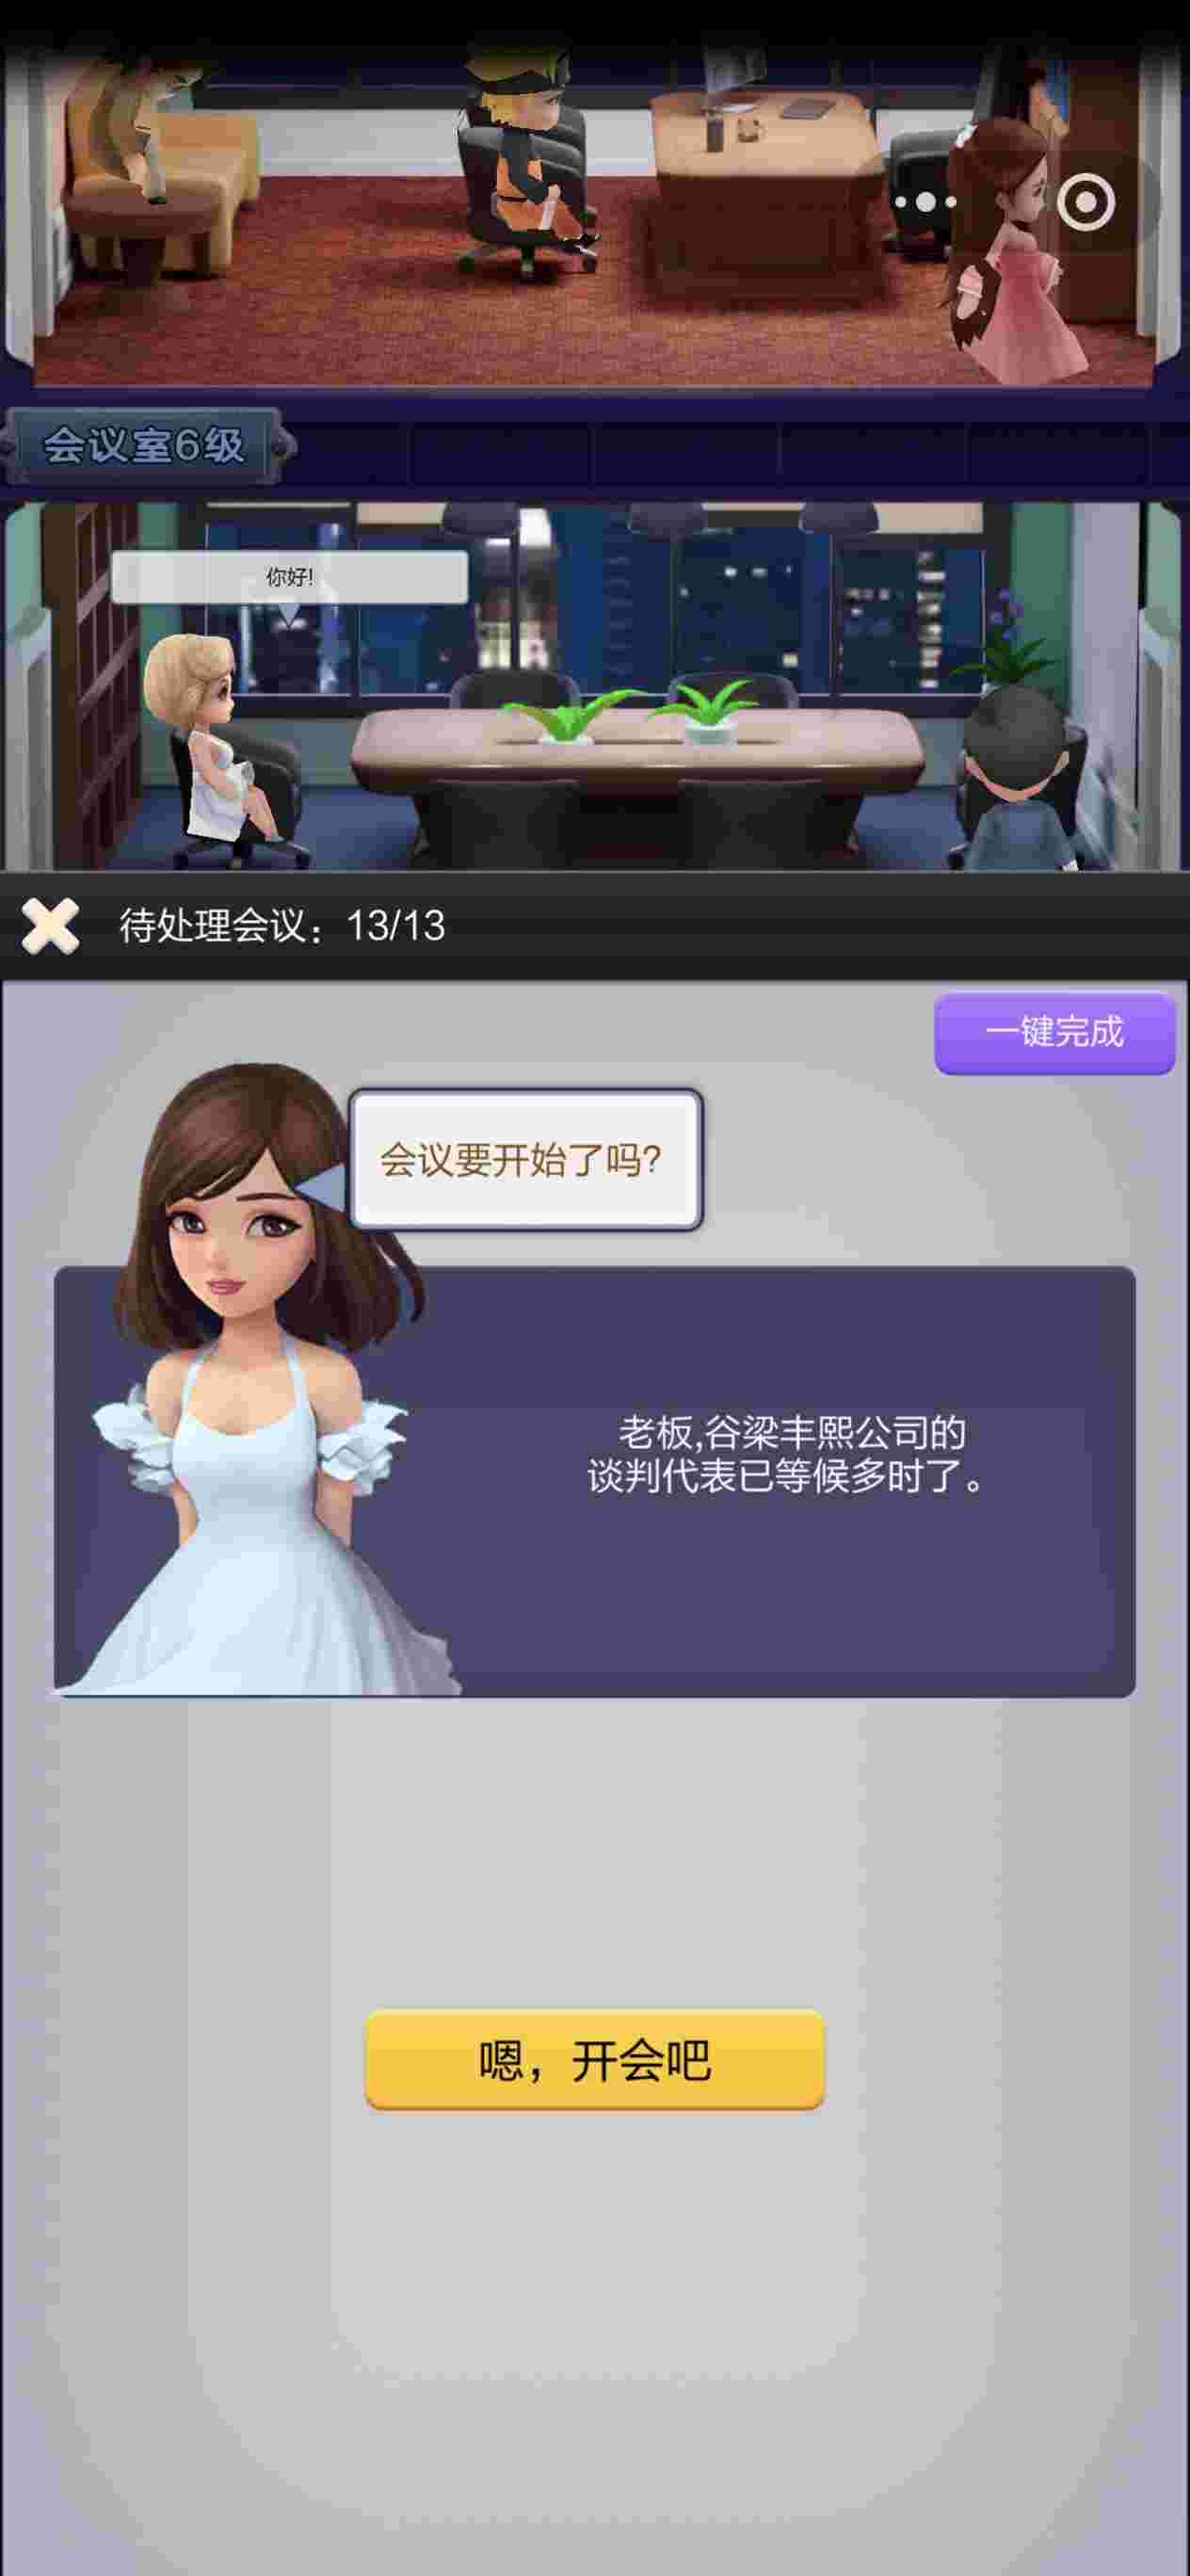 会议室6级
你好!
待处理会议：13/13
一键完成
会议要开始了吗?
老板,谷梁丰熙公司的
谈判代表已等候多时了。
嗯，开会吧